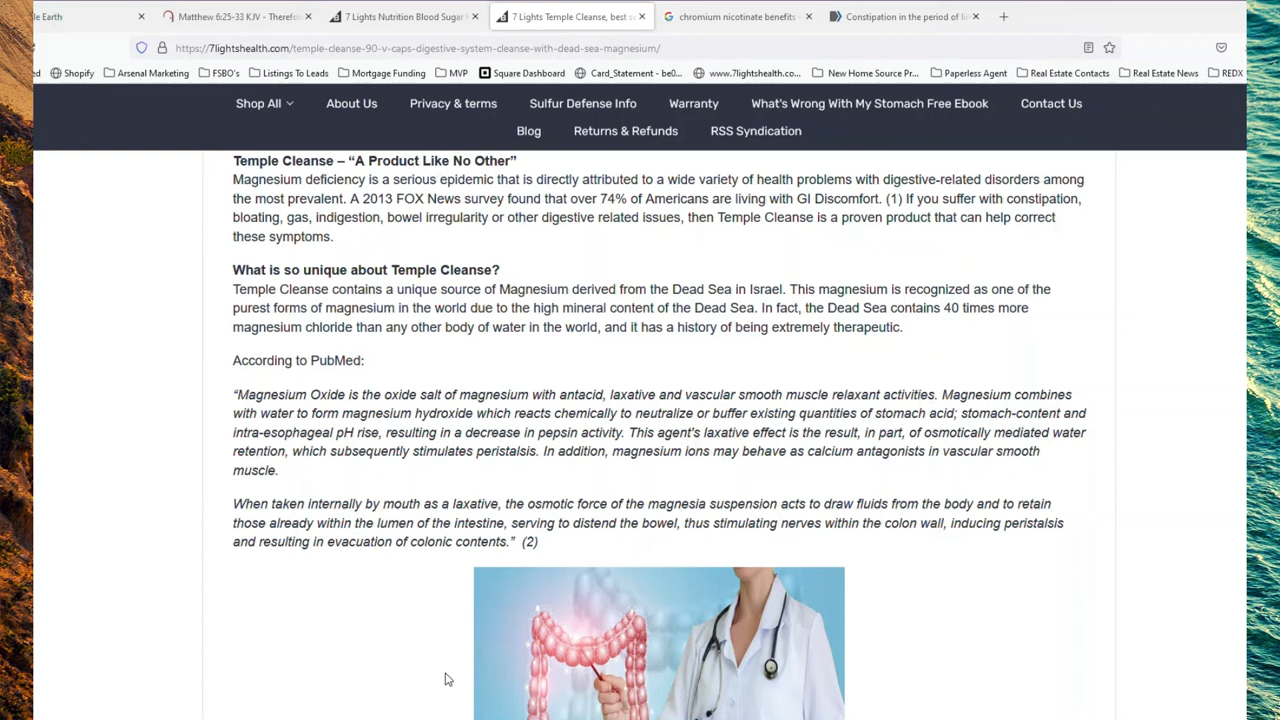 le Earth
Matthew 6:25-33 KJV - Therefo
7 Lights Nutrition Blood Sugar
7 Lights Temple Cleanse, best su
chromium nicotinate benefits -
Constipation in the period of li
https://7lightshealth.com/temple-cleanse-90-v-caps-digestive-system-cleanse-with-dead-sea-magnesium/
ed Shopify Arsenal Marketing FSBO's Listings To Leads Mortgage Funding MVP Square Dashboard Card_Statement - be0... www.7lightshealth.co... New Home Source Pr... Paperless Agent Real Estate Contacts Real Estate News REDX
Shop All About Us Privacy & terms Sulfur Defense Info Warranty What's Wrong With My Stomach Free Ebook Contact Us
Blog Returns & Refunds RSS Syndication
Temple Cleanse – “A Product Like No Other”
Magnesium deficiency is a serious epidemic that is directly attributed to a wide variety of health problems with digestive-related disorders among
the most prevalent. A 2013 FOX News survey found that over 74% of Americans are living with GI Discomfort. (1) If you suffer with constipation,
bloating, gas, indigestion, bowel irregularity or other digestive related issues, then Temple Cleanse is a proven product that can help correct
these symptoms.
What is so unique about Temple Cleanse?
Temple Cleanse contains a unique source of Magnesium derived from the Dead Sea in Israel. This magnesium is recognized as one of the
purest forms of magnesium in the world due to the high mineral content of the Dead Sea. In fact, the Dead Sea contains 40 times more
magnesium chloride than any other body of water in the world, and it has a history of being extremely therapeutic.
According to PubMed:
“Magnesium Oxide is the oxide salt of magnesium with antacid, laxative and vascular smooth muscle relaxant activities. Magnesium combines
with water to form magnesium hydroxide which reacts chemically to neutralize or buffer existing quantities of stomach acid; stomach-content and
intra-esophageal pH rise, resulting in a decrease in pepsin activity. This agent's laxative effect is the result, in part, of osmotically mediated water
retention, which subsequently stimulates peristalsis. In addition, magnesium ions may behave as calcium antagonists in vascular smooth
muscle.
When taken internally by mouth as a laxative, the osmotic force of the magnesia suspension acts to draw fluids from the body and to retain
those already within the lumen of the intestine, serving to distend the bowel, thus stimulating nerves within the colon wall, inducing peristalsis
and resulting in evacuation of colonic contents.” (2)